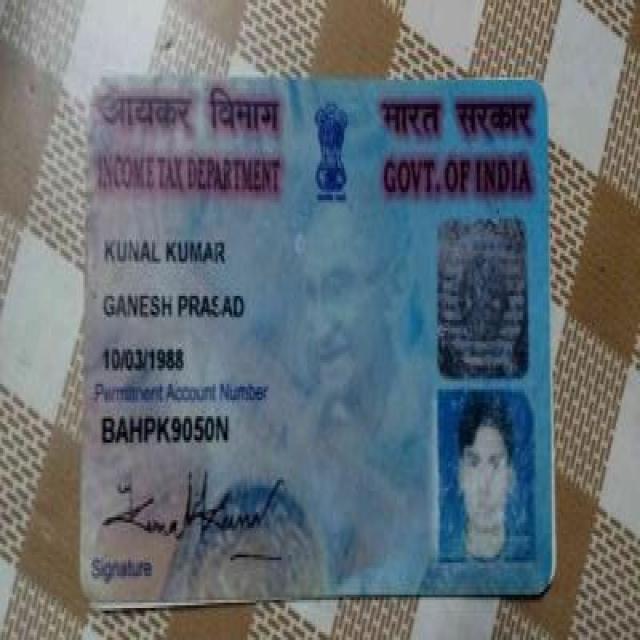 आयकर विभाग
भारत सरकार
INCOME TAX DEPARTMENT
GOVT. OF INDIA
KUNAL KUMAR
GANESH PRASAD
10/03/1988
Permanent Account Number
BAHPK9050N
Kunal Kumar
Signature